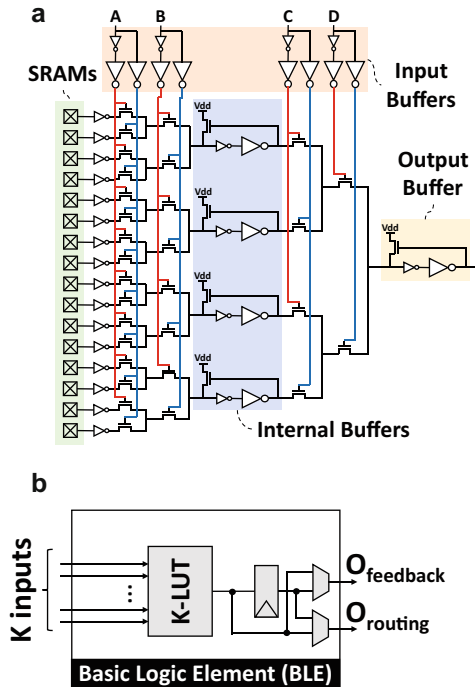 a
A B C D
SRAMs
Input
Buffers
Vdd
Output
Buffer
Vdd
Vdd
Vdd
Vdd
Internal Buffers
b
K inputs
...
K-LUT
O feedback
O routing
Basic Logic Element (BLE)